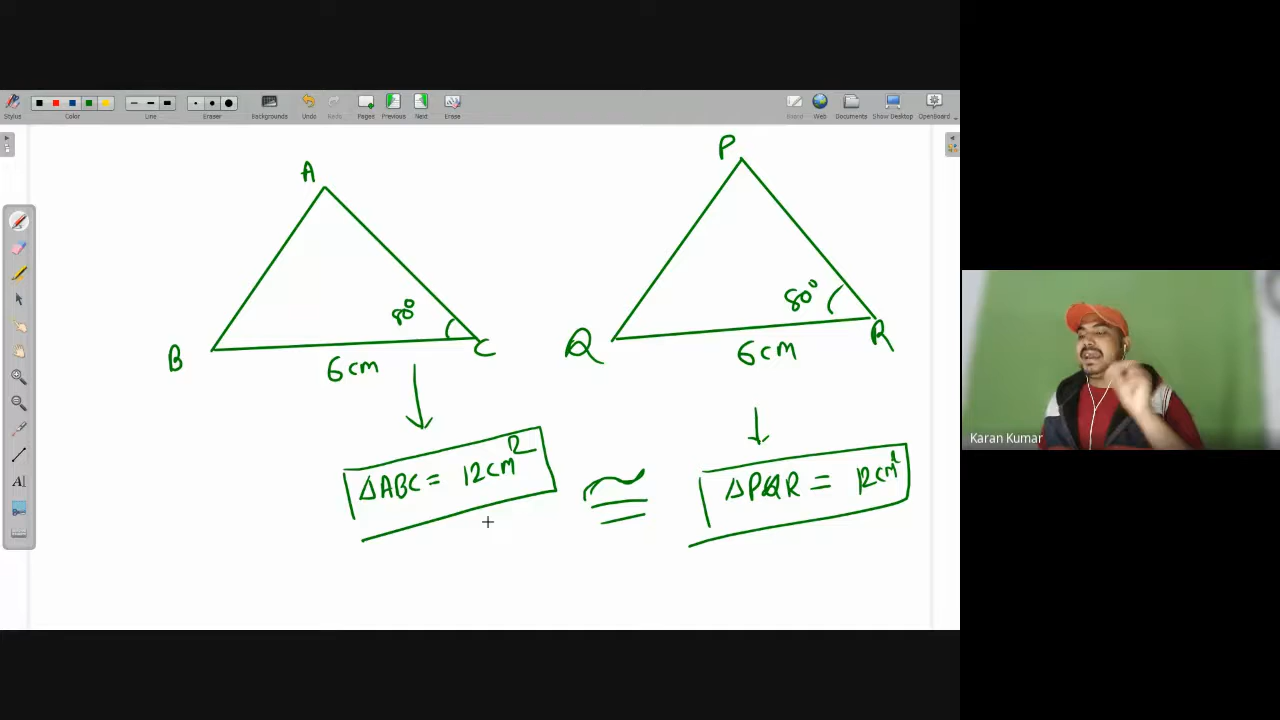 Stylus
Color
Line
Eraser
Backgrounds
Undo
Redo
Pages
Previous
Next
Erase
Board
Web
Documents
Show Desktop
OpenBoard
A
B
C
80°
6cm
P
Q
R
80°
6cm
ΔABC = 12cm²
≅
ΔPQR = 12cm²
Karan Kumar